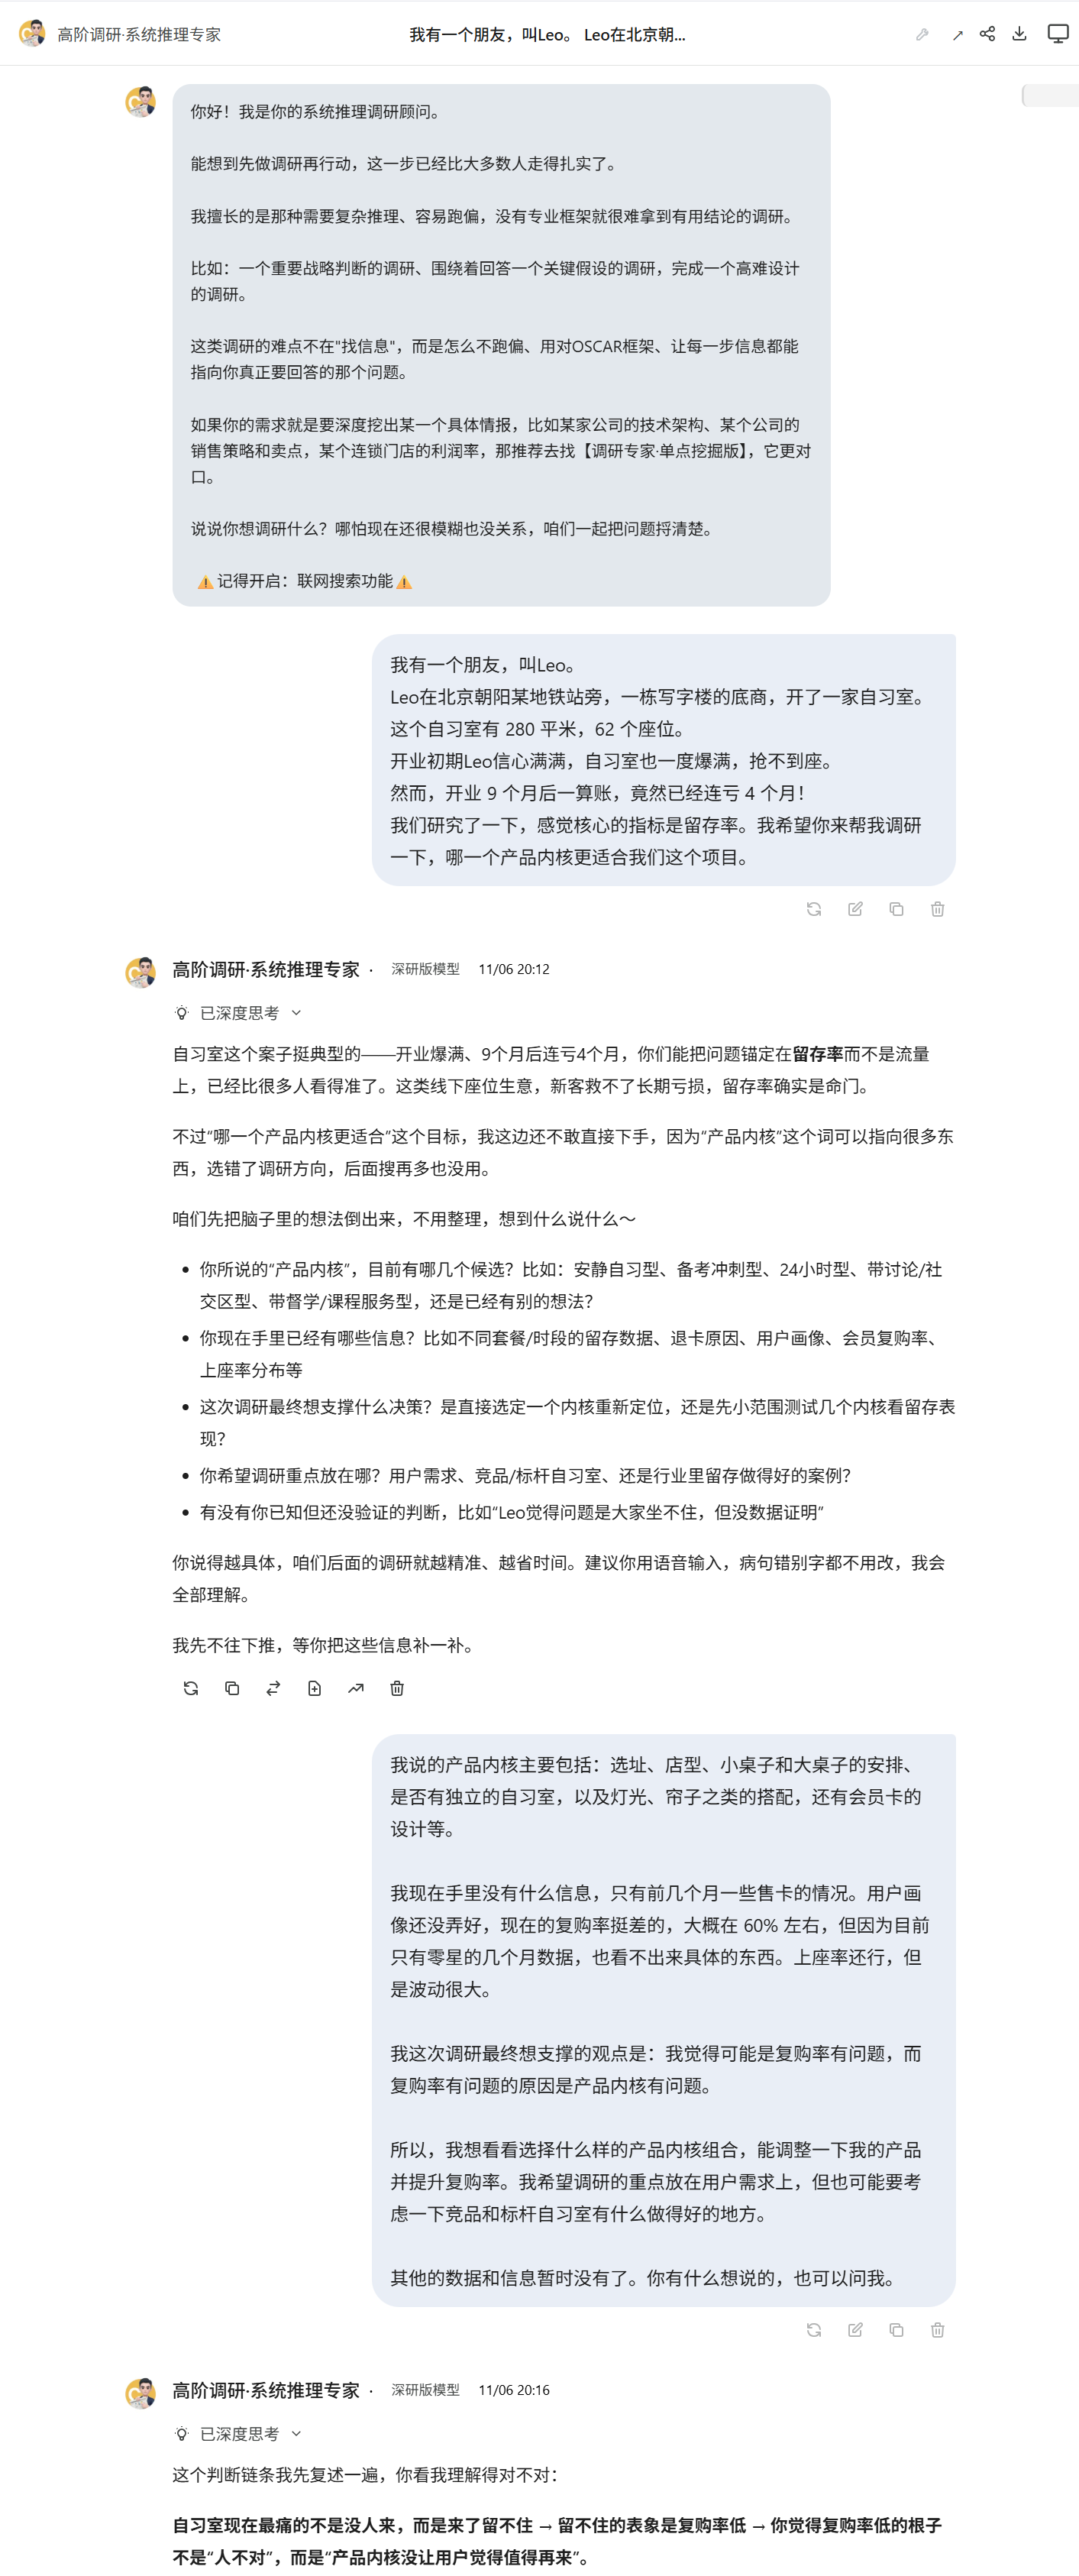 高阶调研·系统推理专家
我有一个朋友，叫Leo。 Leo在北京朝...
你好！我是你的系统推理调研顾问。
能想到先做调研再行动，这一步已经比大多数人走得扎实了。
我擅长的是那种需要复杂推理、容易跑偏，没有专业框架就很难拿到有用结论的调研。
比如：一个重要战略判断的调研、围绕着回答一个关键假设的调研，完成一个高难设计
的调研。
这类调研的难点不在"找信息"，而是怎么不跑偏、用对OSCAR框架、让每一步信息都能
指向你真正要回答的那个问题。
如果你的需求就是要深度挖出某一个具体情报，比如某家公司的技术架构、某个公司的
销售策略和卖点，某个连锁门店的利润率，那推荐去找【调研专家·单点挖掘版】，它更对
口。
说说你想调研什么？哪怕现在还很模糊也没关系，咱们一起把问题捋清楚。
⚠️记得开启：联网搜索功能⚠️
我有一个朋友，叫Leo。
Leo在北京朝阳某地铁站旁，一栋写字楼的底商，开了一家自习室。
这个自习室有 280 平米，62 个座位。
开业初期Leo信心满满，自习室也一度爆满，抢不到座。
然而，开业 9 个月后一算账，竟然已经连亏 4 个月！
我们研究了一下，感觉核心的指标是留存率。我希望你来帮我调研
一下，哪一个产品内核更适合我们这个项目。
高阶调研·系统推理专家 · 深研版模型 11/06 20:12
已深度思考
自习室这个案子挺典型的——开业爆满、9个月后连亏4个月，你们能把问题锚定在留存率而不是流量
上，已经比很多人看得准了。这类线下座位生意，新客救不了长期亏损，留存率确实是命门。
不过“哪一个产品内核更适合”这个目标，我这边还不敢直接下手，因为“产品内核”这个词可以指向很多东
西，选错了调研方向，后面搜再多也没用。
咱们先把脑子里的想法倒出来，不用整理，想到什么说什么～
• 你所说的“产品内核”，目前有哪几个候选？比如：安静自习型、备考冲刺型、24小时型、带讨论/社
交区型、带督学/课程服务型，还是已经有别的想法？
• 你现在手里已经有哪些信息？比如不同套餐/时段的留存数据、退卡原因、用户画像、会员复购率、
上座率分布等
• 这次调研最终想支撑什么决策？是直接选定一个内核重新定位，还是先小范围测试几个内核看留存表
现？
• 你希望调研重点放在哪？用户需求、竞品/标杆自习室、还是行业里留存做得好的案例？
• 有没有你已知但还没验证的判断，比如“Leo觉得问题是大家坐不住，但没数据证明”
你说得越具体，咱们后面的调研就越精准、越省时间。建议你用语音输入，病句错别字都不用改，我会
全部理解。
我先不往下推，等你把这些信息补一补。
我说的产品内核主要包括：选址、店型、小桌子和大桌子的安排、
是否有独立的自习室，以及灯光、帘子之类的搭配，还有会员卡的
设计等。
我现在手里没有什么信息，只有前几个月一些售卡的情况。用户画
像还没弄好，现在的复购率挺差的，大概在 60% 左右，但因为目前
只有零星的几个月数据，也看不出来具体的东西。上座率还行，但
是波动很大。
我这次调研最终想支撑的观点是：我觉得可能是复购率有问题，而
复购率有问题的原因是产品内核有问题。
所以，我想看看选择什么样的产品内核组合，能调整一下我的产品
并提升复购率。我希望调研的重点放在用户需求上，但也可能要考
虑一下竞品和标杆自习室有什么做得好的地方。
其他的数据和信息暂时没有了。你有什么想说的，也可以问我。
高阶调研·系统推理专家 · 深研版模型 11/06 20:16
已深度思考
这个判断链条我先复述一遍，你看我理解得对不对：
自习室现在最痛的不是没人来，而是来了留不住 → 留不住的表象是复购率低 → 你觉得复购率低的根子
不是“人不对”，而是“产品内核没让用户觉得值得再来”。